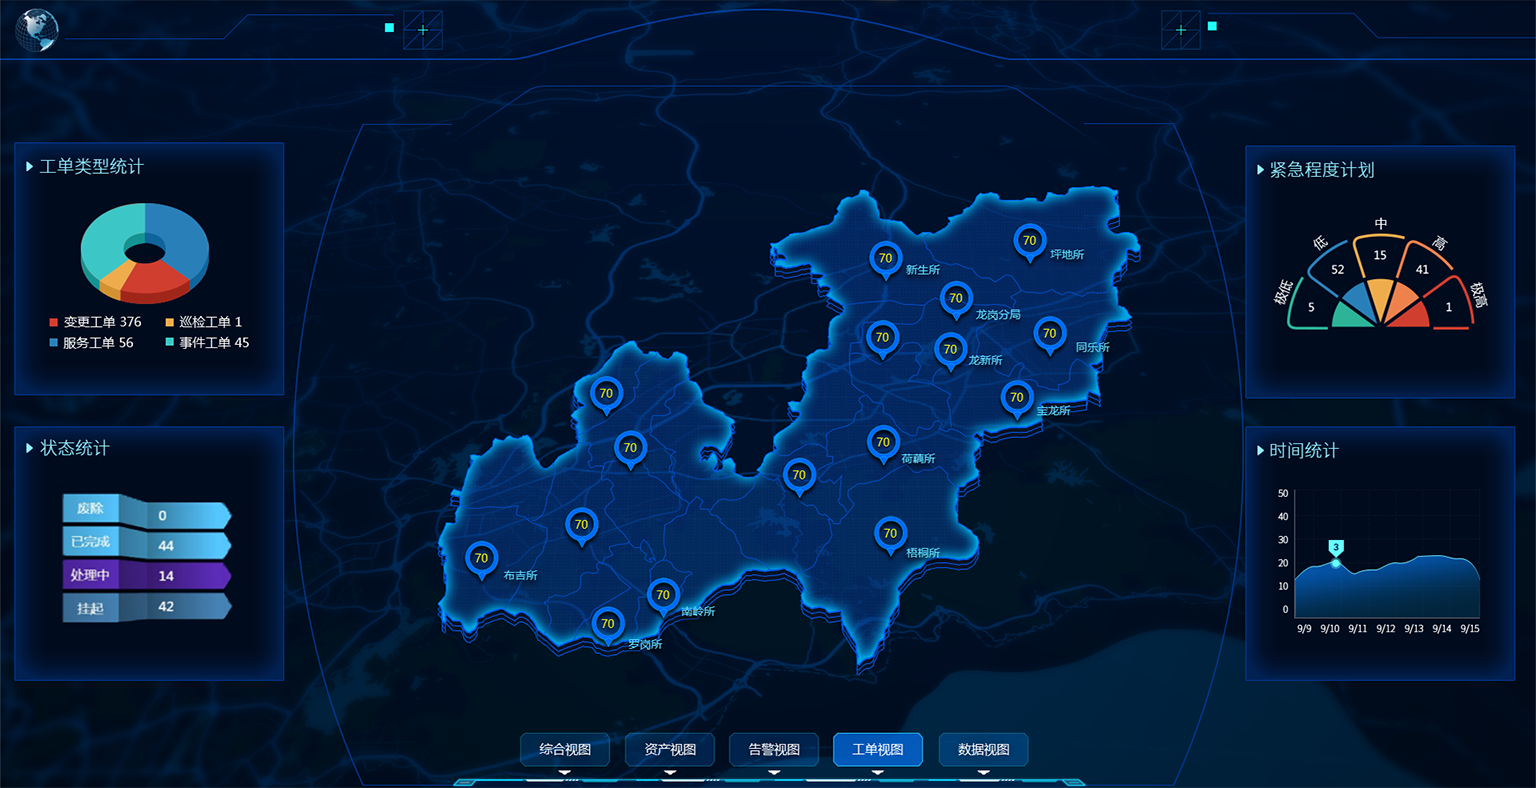 工单类型统计
变更工单 376
巡检工单 1
服务工单 56
事件工单 45
状态统计
废除 0
已完成 44
处理中 14
挂起 42
70 新生所
70 坪地所
70 龙岗分局
70
70 龙新所
70 同乐所
70 宝龙所
70
70
70 荷藕所
70
70
70 梧桐所
70 布吉所
70 南岭所
70 罗岗所
紧急程度计划
极低 5
低 52
中 15
高 41
极高 1
时间统计
50
40
30
20
10
0
3
9/9 9/10 9/11 9/12 9/13 9/14 9/15
综合视图 资产视图 告警视图 工单视图 数据视图